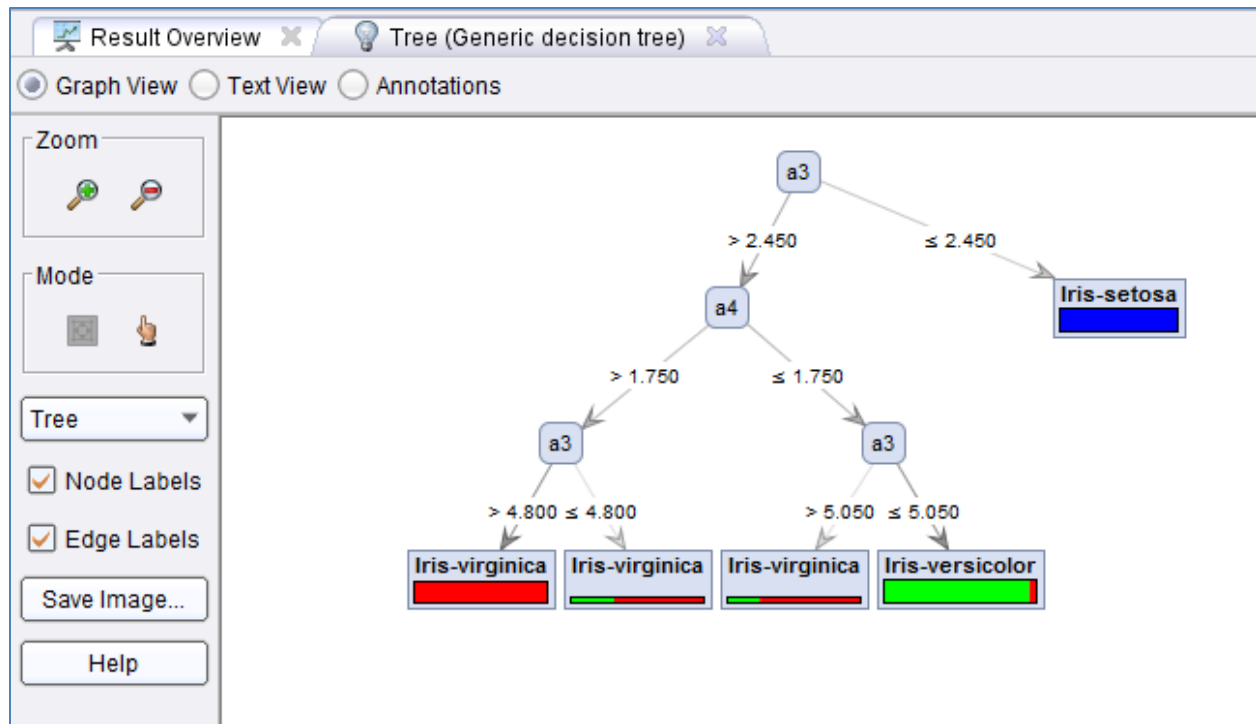 Result Overview
Tree (Generic decision tree)
Graph View
Text View
Annotations
Zoom
Mode
Tree
Node Labels
Edge Labels
Save Image...
Help
a3
> 2.450
≤ 2.450
a4
Iris-setosa
> 1.750
≤ 1.750
a3
a3
> 4.800
≤ 4.800
> 5.050
≤ 5.050
Iris-virginica
Iris-virginica
Iris-virginica
Iris-versicolor